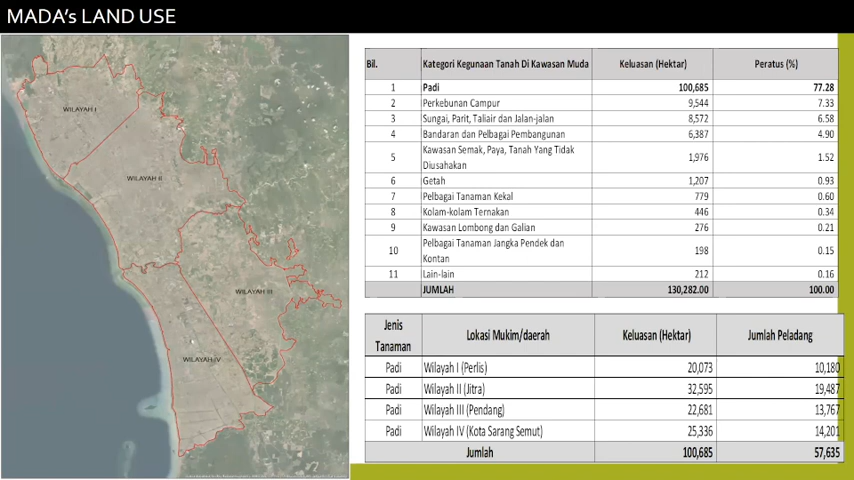 MADA's LAND USE
WILAYAH I
WILAYAH II
WILAYAH III
WILAYAH IV
Bil. Kategori Kegunaan Tanah Di Kawasan Muda Keluasan (Hektar) Peratus (%)
1 Padi 100,685 77.28
2 Perkebunan Campur 9,544 7.33
3 Sungai, Parit, Taliair dan Jalan-jalan 8,572 6.58
4 Bandaran dan Pelbagai Pembangunan 6,387 4.90
5 Kawasan Semak, Paya, Tanah Yang Tidak
Diusahakan 1,976 1.52
6 Getah 1,207 0.93
7 Pelbagai Tanaman Kekal 779 0.60
8 Kolam-kolam Ternakan 446 0.34
9 Kawasan Lombong dan Galian 276 0.21
10 Pelbagai Tanaman Jangka Pendek dan
Kontan 198 0.15
11 Lain-lain 212 0.16
JUMLAH 130,282.00 100.00
Jenis
Tanaman Lokasi Mukim/daerah Keluasan (Hektar) Jumlah Peladang
Padi Wilayah I (Perlis) 20,073 10,180
Padi Wilayah II (Jitra) 32,595 19,487
Padi Wilayah III (Pendang) 22,681 13,767
Padi Wilayah IV (Kota Sarang Semut) 25,336 14,201
Jumlah 100,685 57,635